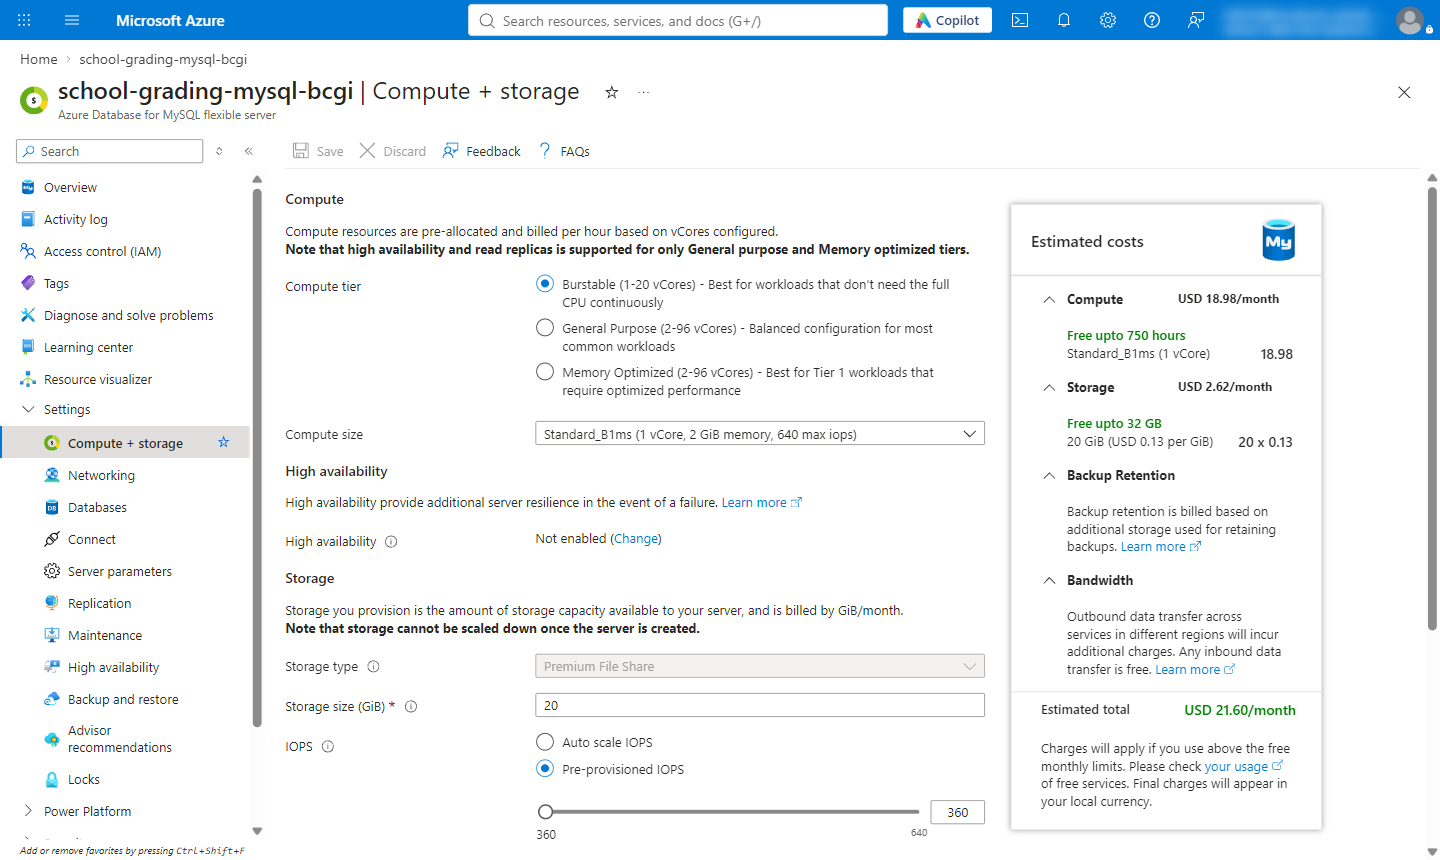 Microsoft Azure
Search resources, services, and docs (G+/)
Copilot
Home > school-grading-mysql-bcgi
school-grading-mysql-bcgi | Compute + storage
Azure Database for MySQL flexible server
Search
Save
Discard
Feedback
FAQs
Overview
Activity log
Access control (IAM)
Tags
Diagnose and solve problems
Learning center
Resource visualizer
Settings
Compute + storage
Networking
Databases
Connect
Server parameters
Replication
Maintenance
High availability
Backup and restore
Advisor
recommendations
Locks
Power Platform
Add or remove favorites by pressing Ctrl+Shift+F
Compute
Compute resources are pre-allocated and billed per hour based on vCores configured.
Note that high availability and read replicas is supported for only General purpose and Memory optimized tiers.
Compute tier
Burstable (1-20 vCores) - Best for workloads that don't need the full
CPU continuously
General Purpose (2-96 vCores) - Balanced configuration for most
common workloads
Memory Optimized (2-96 vCores) - Best for Tier 1 workloads that
require optimized performance
Compute size
Standard_B1ms (1 vCore, 2 GiB memory, 640 max iops)
High availability
High availability provide additional server resilience in the event of a failure. Learn more
High availability
Not enabled (Change)
Storage
Storage you provision is the amount of storage capacity available to your server, and is billed by GiB/month.
Note that storage cannot be scaled down once the server is created.
Storage type
Premium File Share
Storage size (GiB) *
20
IOPS
Auto scale IOPS
Pre-provisioned IOPS
360
360
640
Estimated costs
My
Compute
USD 18.98/month
Free upto 750 hours
Standard_B1ms (1 vCore)
18.98
Storage
USD 2.62/month
Free upto 32 GB
20 GiB (USD 0.13 per GiB)
20 x 0.13
Backup Retention
Backup retention is billed based on
additional storage used for retaining
backups. Learn more
Bandwidth
Outbound data transfer across
services in different regions will incur
additional charges. Any inbound data
transfer is free. Learn more
Estimated total
USD 21.60/month
Charges will apply if you use above the free
monthly limits. Please check your usage
of free services. Final charges will appear in
your local currency.